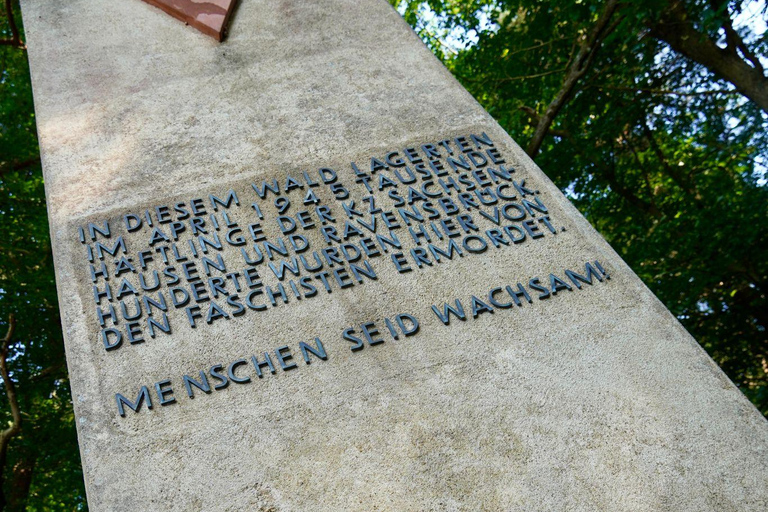 IN DIESEM WALD LAGERTEN
IM APRIL 1945 TAUSENDE
HÄFTLINGE DER KZ SACHSEN-
HAUSEN UND RAVENSBRÜCK.
HUNDERTE WURDEN HIER VON
DEN FASCHISTEN ERMORDET.
MENSCHEN SEID WACHSAM!